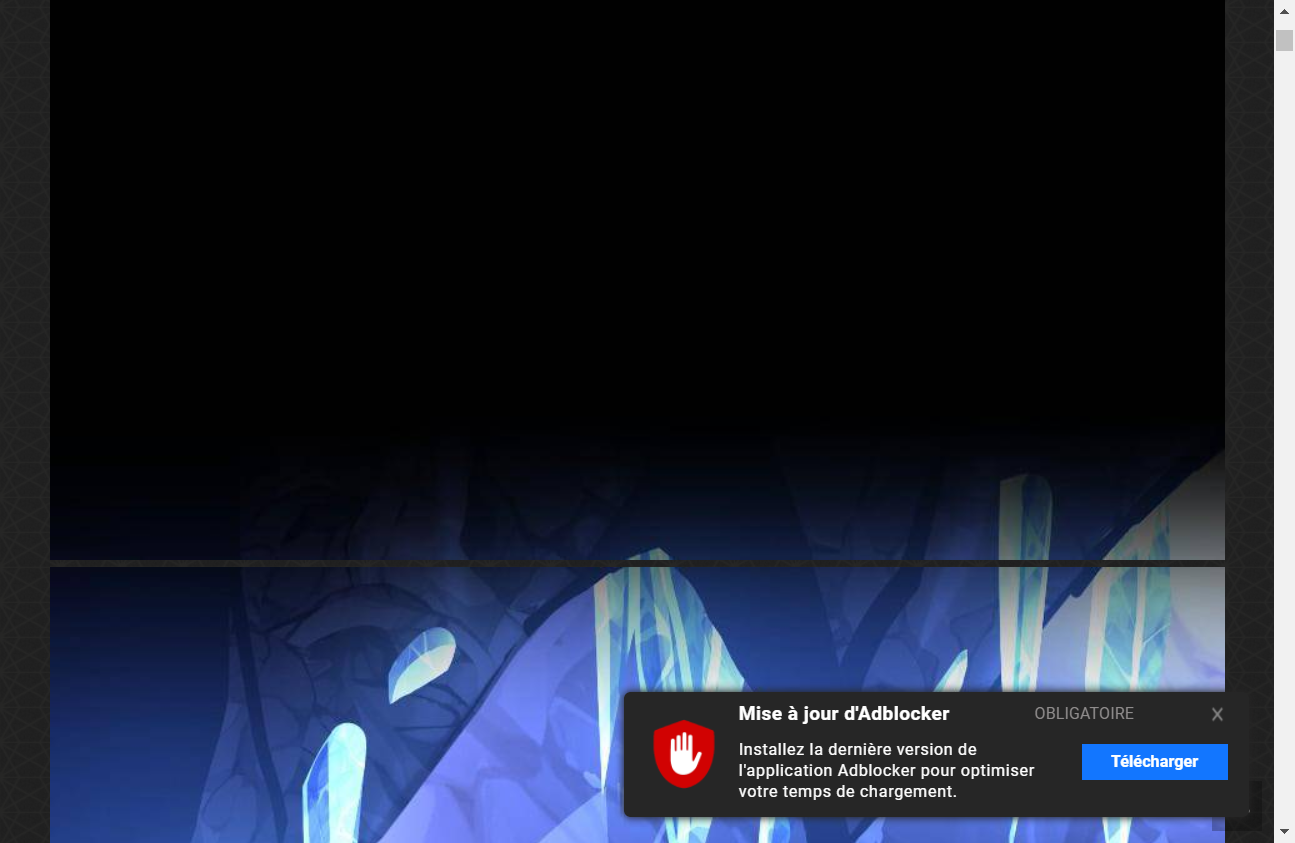 Mise à jour d'Adblocker
OBLIGATOIRE
X
Installez la dernière version de
l'application Adblocker pour optimiser
votre temps de chargement.
Télécharger